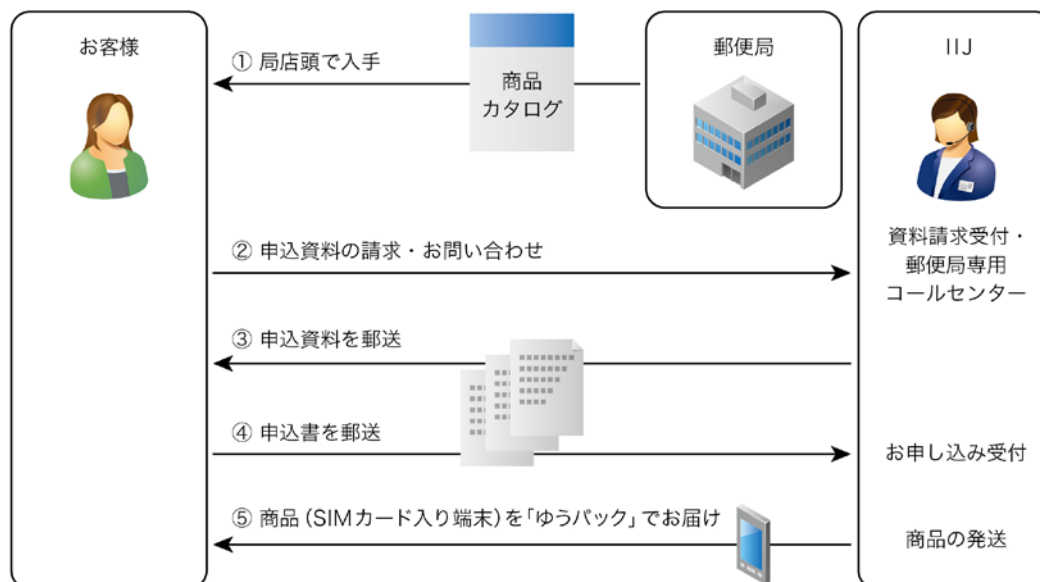 お客様
郵便局
IIJ
① 局店頭で入手
商品
カタログ
② 申込資料の請求・お問い合わせ
資料請求受付・
郵便局専用
コールセンター
③ 申込資料を郵送
④ 申込書を郵送
お申し込み受付
⑤ 商品（SIMカード入り端末）を「ゆうパック」でお届け
商品の発送